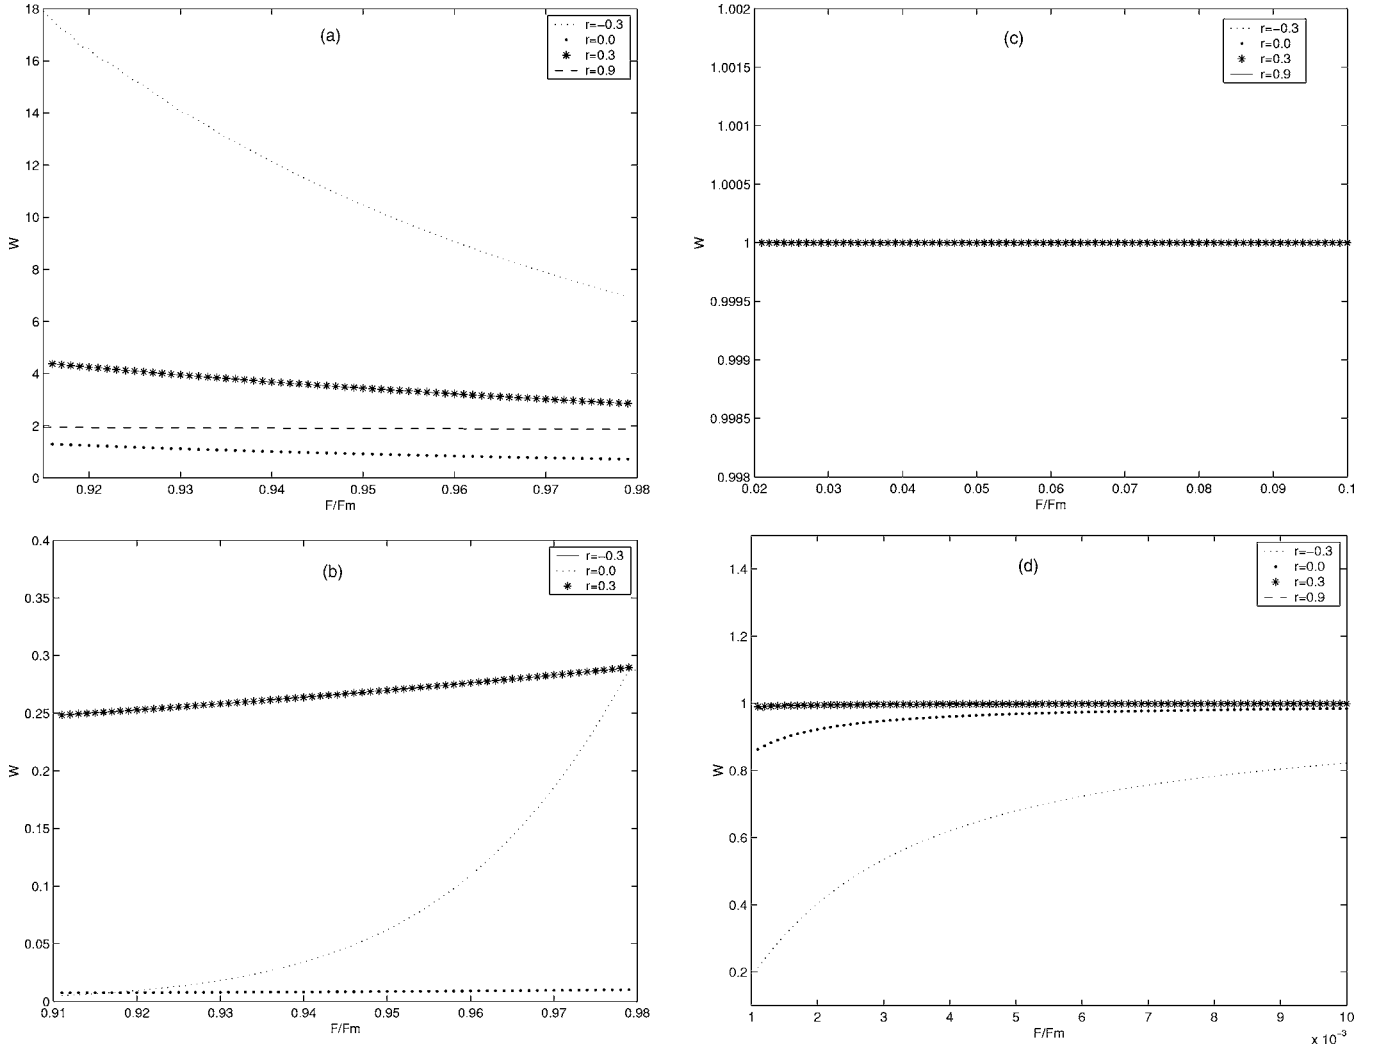 18
16
14
12
10
8
6
4
2
0
W
(a)
r=−0.3
r=0.0
r=0.3
r=0.9
0.92
0.93
0.94
0.95
0.96
0.97
0.98
F/Fm
1.002
1.0015
1.001
1.0005
1
0.9995
0.999
0.9985
0.998
W
(c)
r=−0.3
r=0.0
r=0.3
r=0.9
0.02
0.03
0.04
0.05
0.06
0.07
0.08
0.09
0.1
F/Fm
0.4
0.35
0.3
0.25
0.2
0.15
0.1
0.05
0
W
(b)
r=−0.3
r=0.0
r=0.3
0.91
0.92
0.93
0.94
0.95
0.96
0.97
0.98
F/Fm
1.4
1.2
1
0.8
0.6
0.4
0.2
W
(d)
r=−0.3
r=0.0
r=0.3
r=0.9
1
2
3
4
5
6
7
8
9
10
F/Fm
x 10⁻³